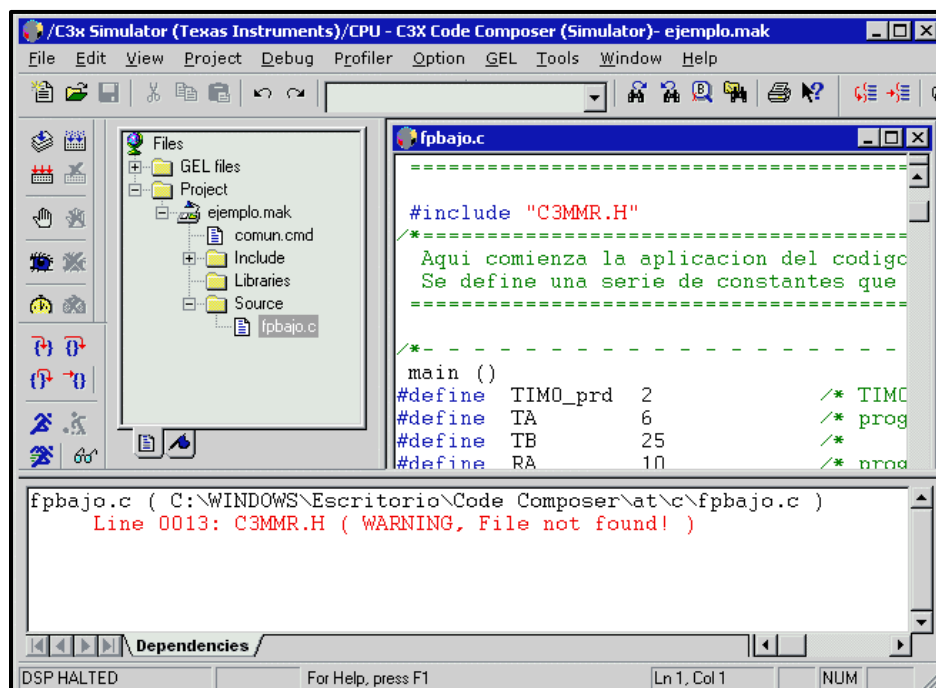 /C3x Simulator (Texas Instruments)/CPU - C3X Code Composer (Simulator)- ejemplo.mak
File Edit View Project Debug Profiler Option GEL Tools Window Help
Files
GEL files
Project
ejemplo.mak
comun.cmd
Include
Libraries
Source
fpbajo.c
fpbajo.c
================================
#include "C3MMR.H"
/*===============================
Aqui comienza la aplicacion del codigo
Se define una serie de constantes que
================================
/*- - - - - - - - - - - - - - - - - -
main ()
#define TIM0_prd 2 /* TIM0
#define TA 6 /* prog
#define TB 25 /*
#define RA 10 /* prog
fpbajo.c ( C:\WINDOWS\Escritorio\Code Composer\at\c\fpbajo.c )
Line 0013: C3MMR.H ( WARNING, File not found! )
Dependencies
DSP HALTED For Help, press F1 Ln 1, Col 1 NUM